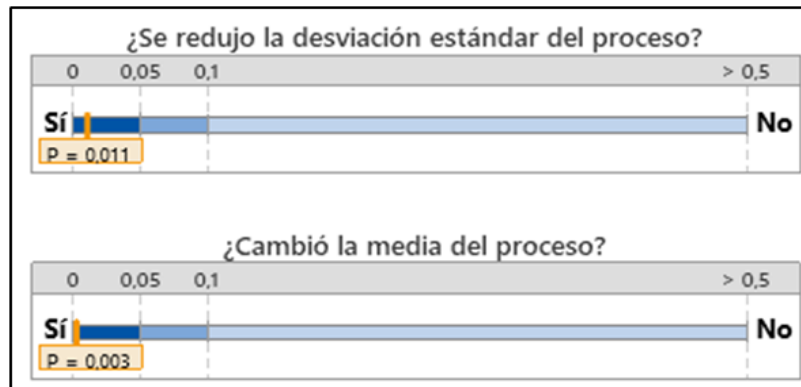 ¿Se redujo la desviación estándar del proceso?
0 0,05 0,1 > 0,5
Sí No
P = 0,011
¿Cambió la media del proceso?
0 0,05 0,1 > 0,5
Sí No
P = 0,003